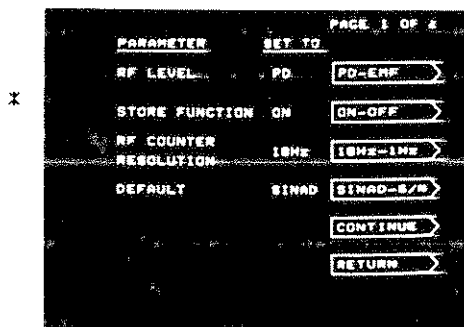 PAGE 1 OF 2
PARAMETER SET TO
RF LEVEL PD PD-EMF
* STORE FUNCTION ON ON-OFF
RF COUNTER RESOLUTION 10Hz 10Hz-1Hz
DEFAULT SINAD SINAD-S/N
CONTINUE
RETURN